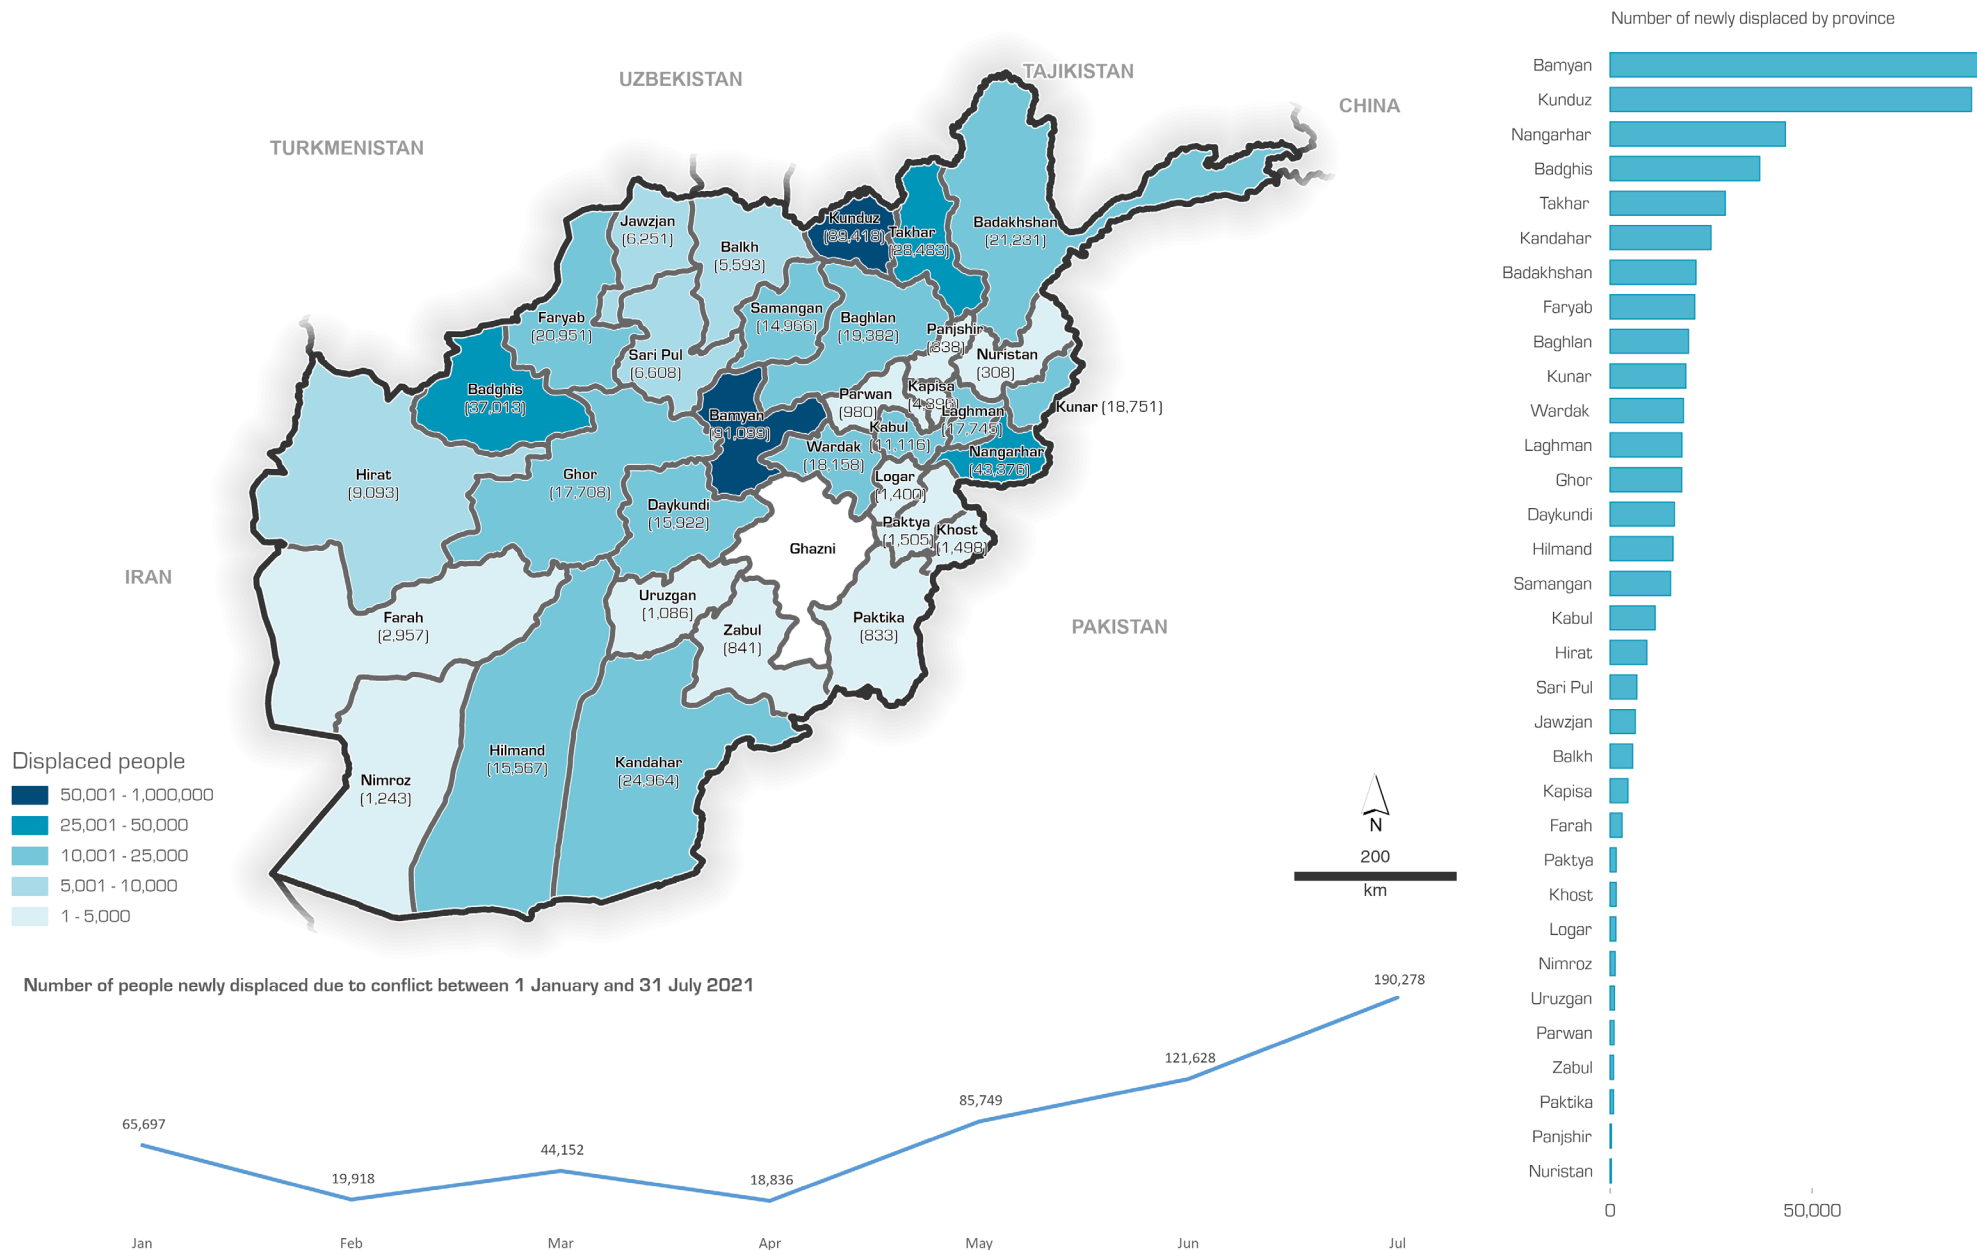 Number of newly displaced by province
UZBEKISTAN
TAJIKISTAN
CHINA
TURKMENISTAN
IRAN
PAKISTAN
Jawzjan
(6,251)
Balkh
(5,593)
Kunduz
(89,418)
Takhar
(28,483)
Badakhshan
(21,231)
Faryab
(20,951)
Samangan
(14,966)
Baghlan
(19,382)
Panjshir
(338)
Nuristan
(308)
Sari Pul
(6,608)
Badghis
(37,013)
Bamyan
Parwan
(980)
Kapisa
Laghman
(17,745)
Kunar (18,751)
Kabul
(11,116)
Wardak
(18,158)
Nangarhar
(43,376)
Hirat
(9,093)
Ghor
(17,708)
Daykundi
(15,922)
Logar
(1,400)
Paktya
(1,505)
Khost
(1,498)
Ghazni
Uruzgan
(1,086)
Zabul
(841)
Paktika
(833)
Farah
(2,957)
Nimroz
(1,243)
Hilmand
(15,567)
Kandahar
(24,964)
Displaced people
50,001 - 1,000,000
25,001 - 50,000
10,001 - 25,000
5,001 - 10,000
1 - 5,000
N
200
km
Number of people newly displaced due to conflict between 1 January and 31 July 2021
65,697
19,918
44,152
18,836
85,749
121,628
190,278
Jan
Feb
Mar
Apr
May
Jun
Jul
Bamyan
Kunduz
Nangarhar
Badghis
Takhar
Kandahar
Badakhshan
Faryab
Baghlan
Kunar
Wardak
Laghman
Ghor
Daykundi
Hilmand
Samangan
Kabul
Hirat
Sari Pul
Jawzjan
Balkh
Kapisa
Farah
Paktya
Khost
Logar
Nimroz
Uruzgan
Parwan
Zabul
Paktika
Panjshir
Nuristan
0
50,000